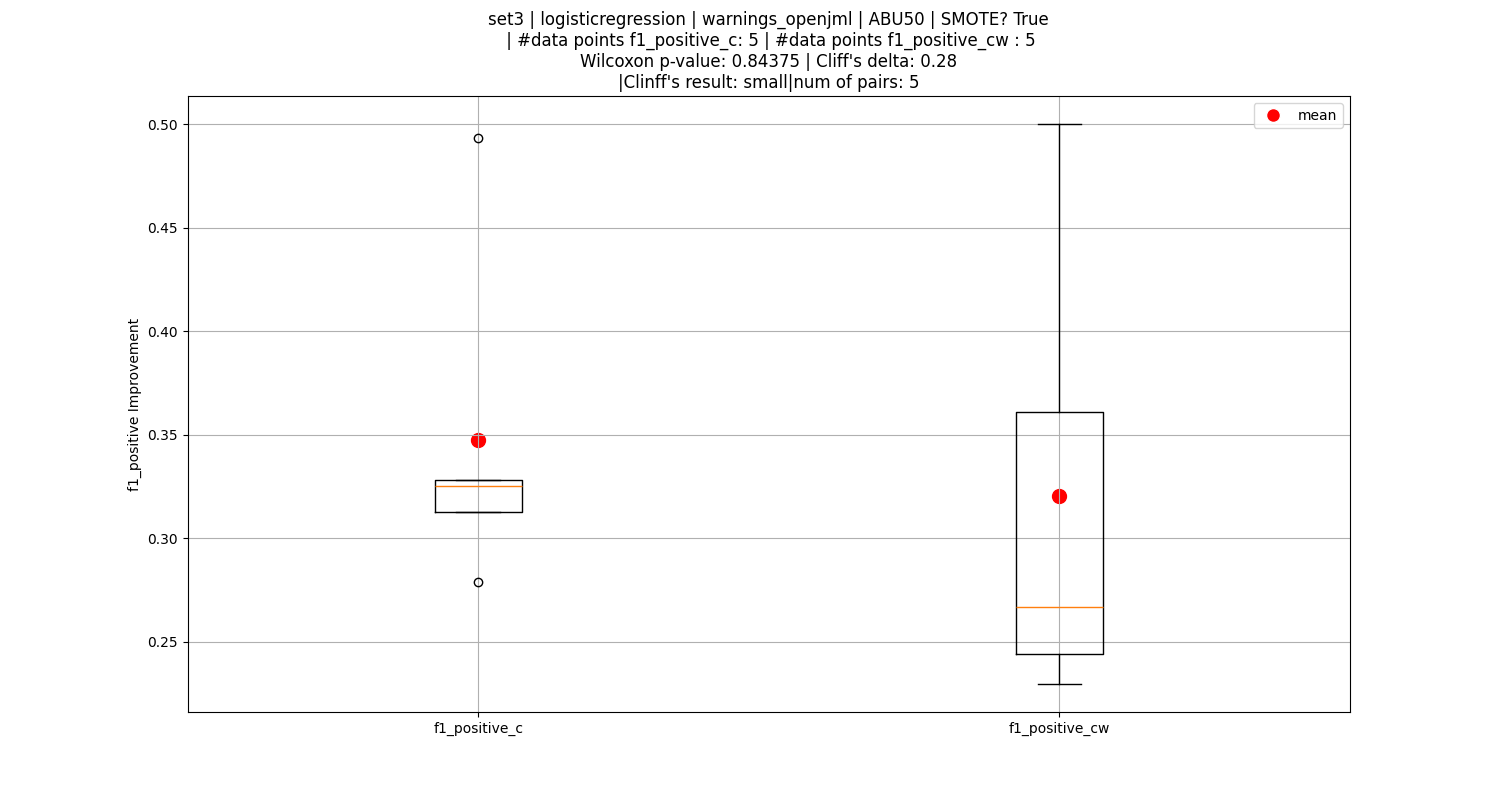 set3 | logisticregression | warnings_openjml | ABU50 | SMOTE? True
| #data points f1_positive_c: 5 | #data points f1_positive_cw : 5
Wilcoxon p-value: 0.84375 | Cliff's delta: 0.28
|Clinff's result: small|num of pairs: 5
mean
0.50
0.45
0.40
0.35
0.30
0.25
f1_positive Improvement
f1_positive_c
f1_positive_cw